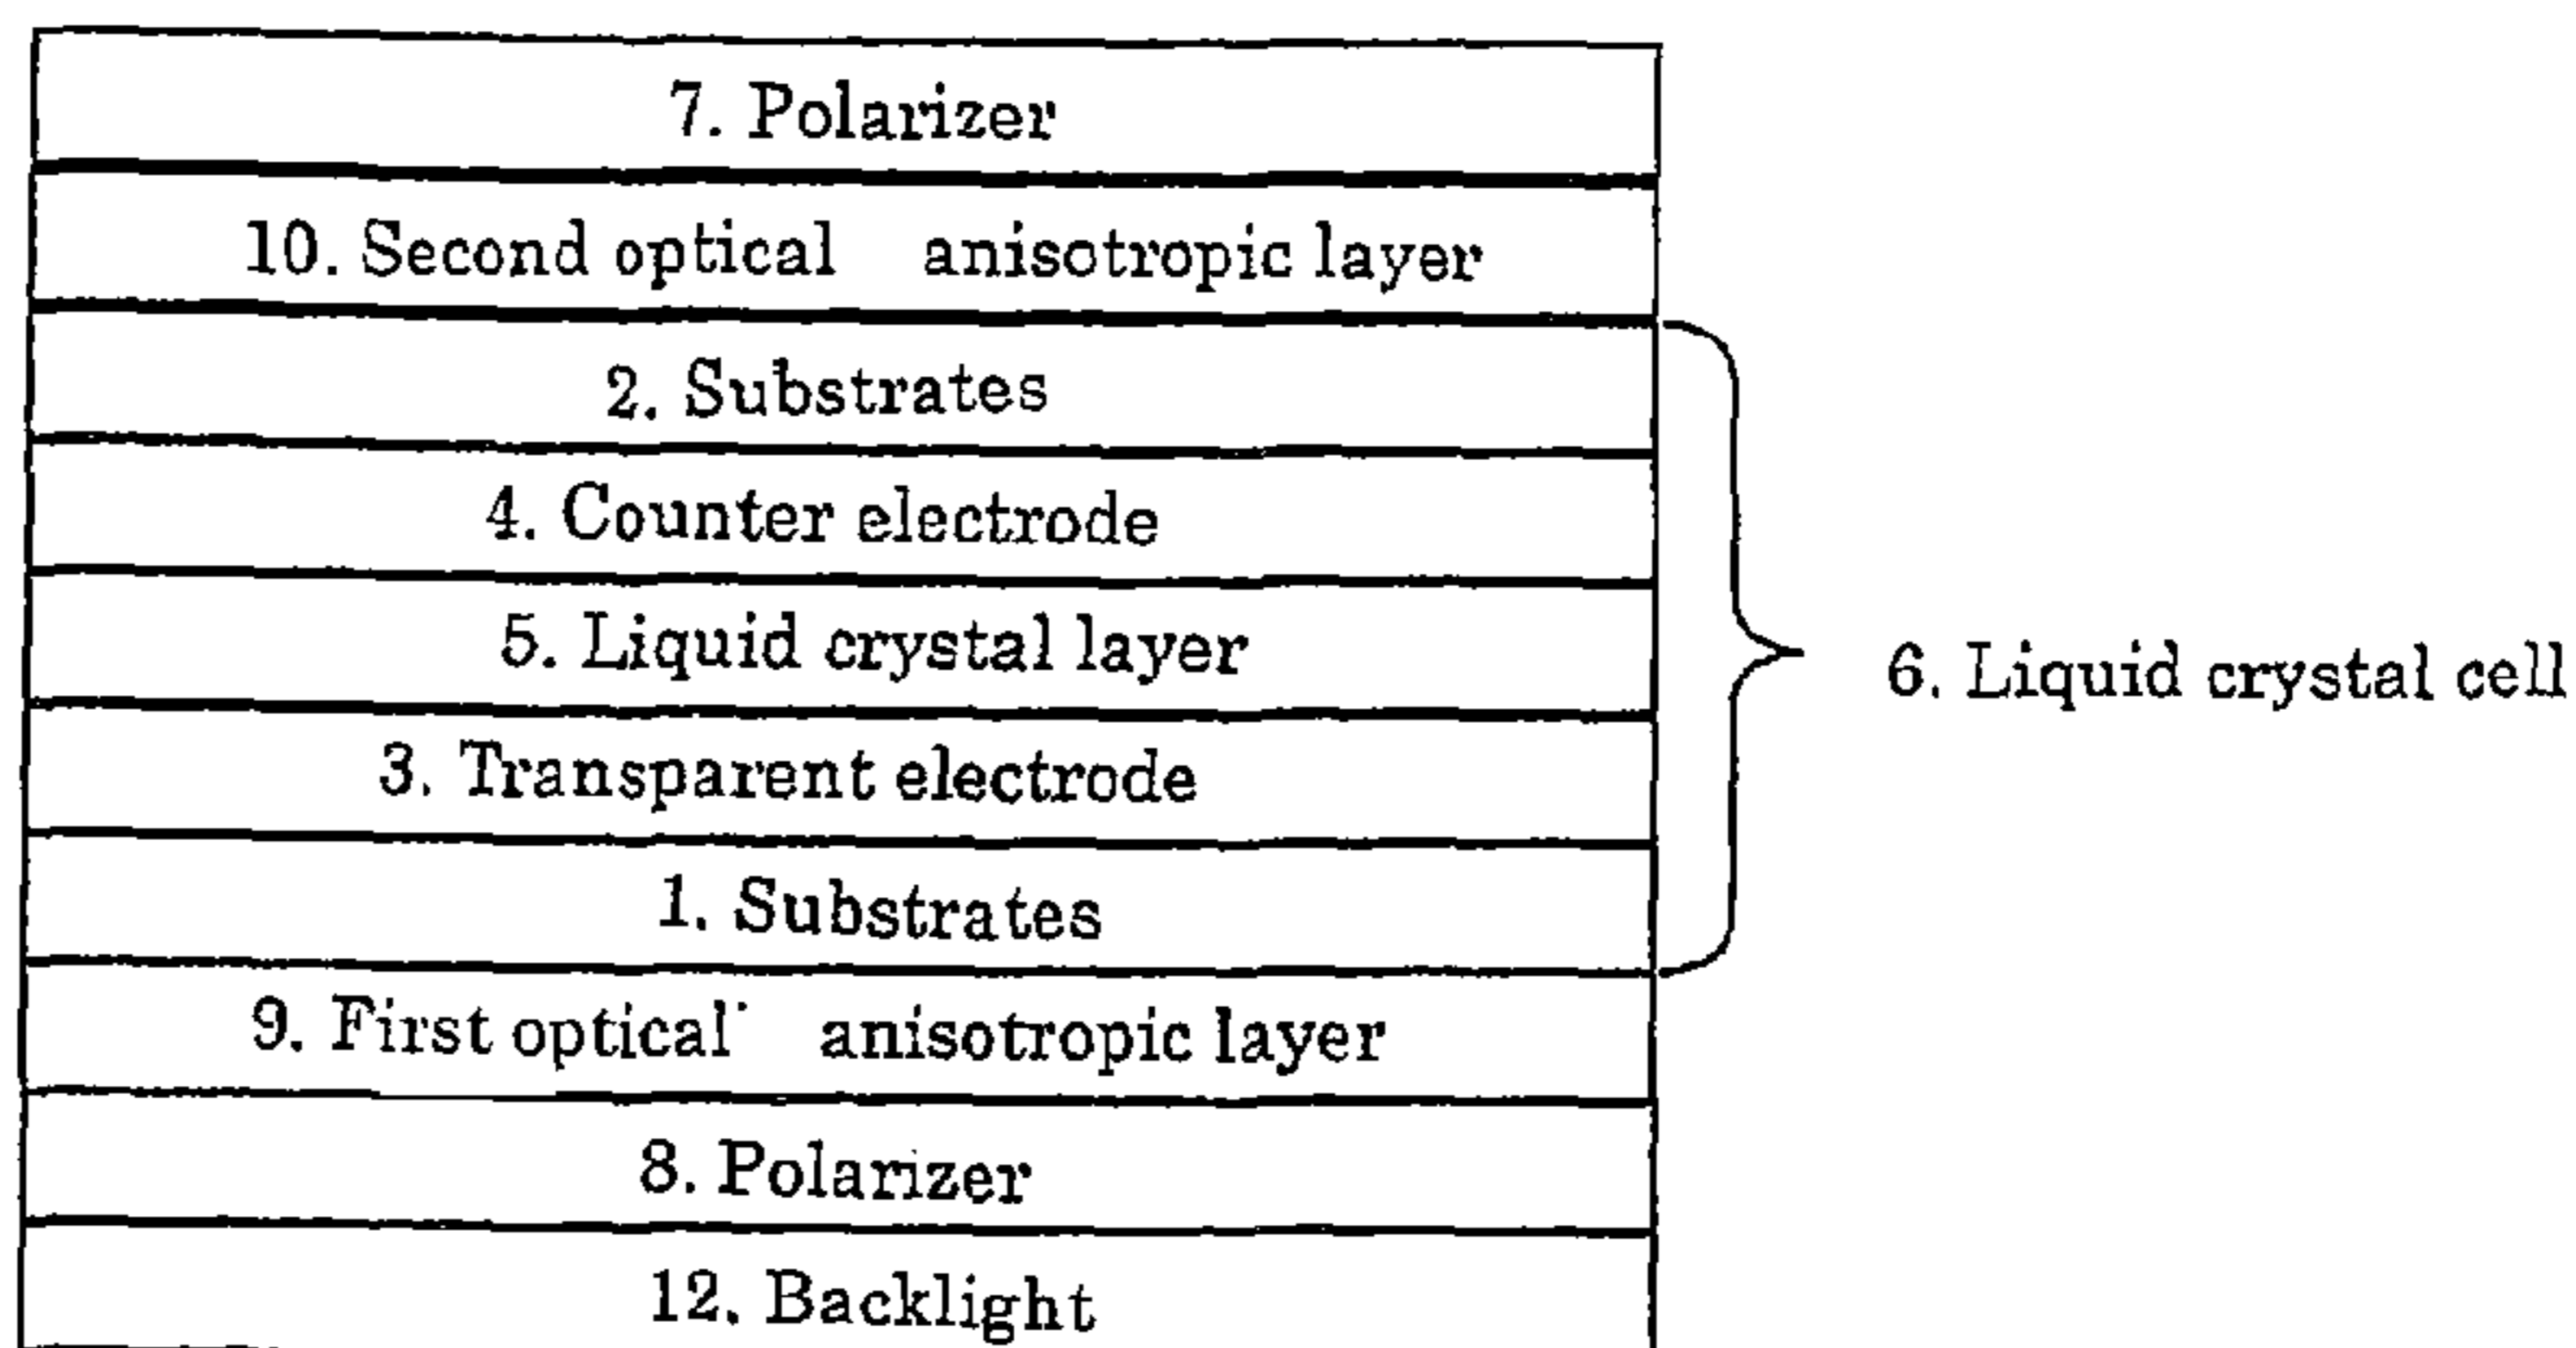 7. Polarizer
10. Second optical anisotropic layer
2. Substrates
4. Counter electrode
5. Liquid crystal layer
6. Liquid crystal cell
3. Transparent electrode
1. Substrates
9. First optical anisotropic layer
8. Polarizer
12. Backlight